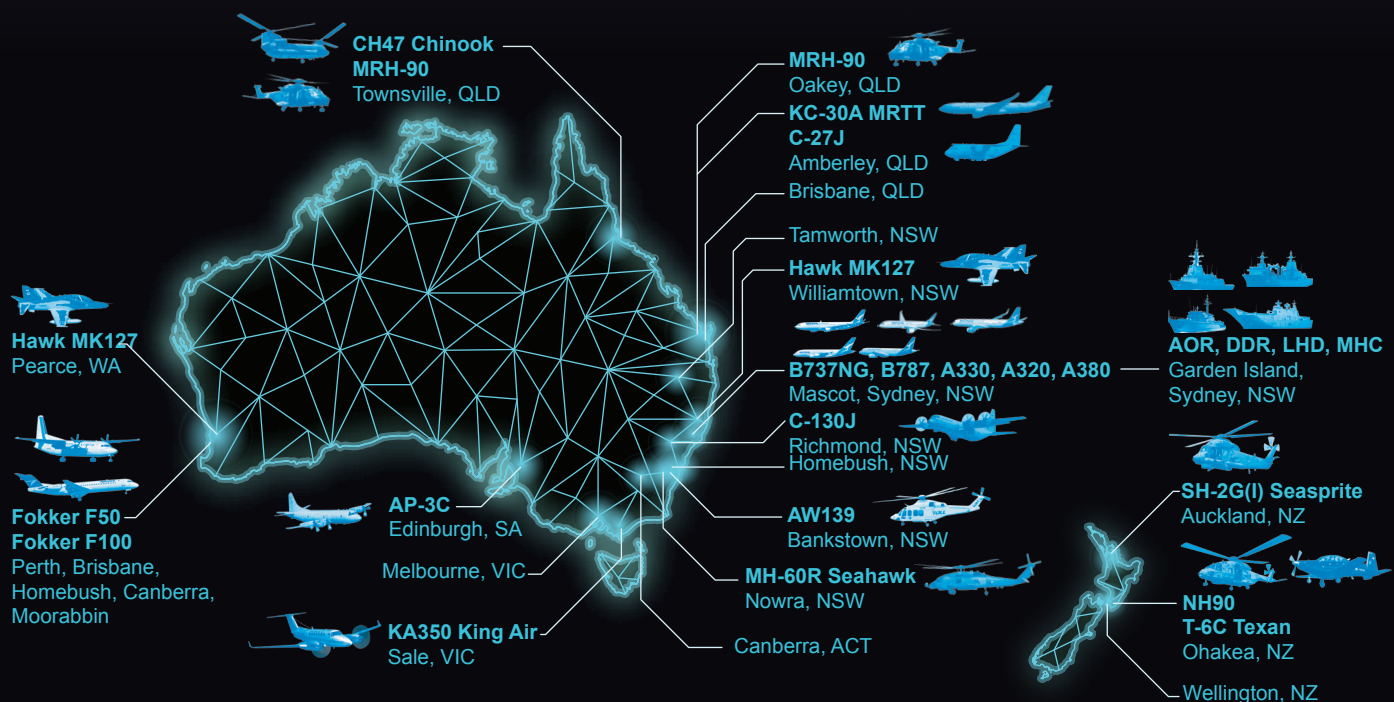 CH47 Chinook
MRH-90
Townsville, QLD
MRH-90
Oakey, QLD
KC-30A MRTT
C-27J
Amberley, QLD
Brisbane, QLD
Tamworth, NSW
Hawk MK127
Williamtown, NSW
B737NG, B787, A330, A320, A380
Mascot, Sydney, NSW
AOR, DDR, LHD, MHC
Garden Island,
Sydney, NSW
C-130J
Richmond, NSW
Homebush, NSW
AW139
Bankstown, NSW
MH-60R Seahawk
Nowra, NSW
Canberra, ACT
Hawk MK127
Pearce, WA
Fokker F50
Fokker F100
Perth, Brisbane,
Homebush, Canberra,
Moorabbin
AP-3C
Edinburgh, SA
Melbourne, VIC
KA350 King Air
Sale, VIC
SH-2G(I) Seasprite
Auckland, NZ
NH90
T-6C Texan
Ohakea, NZ
Wellington, NZ